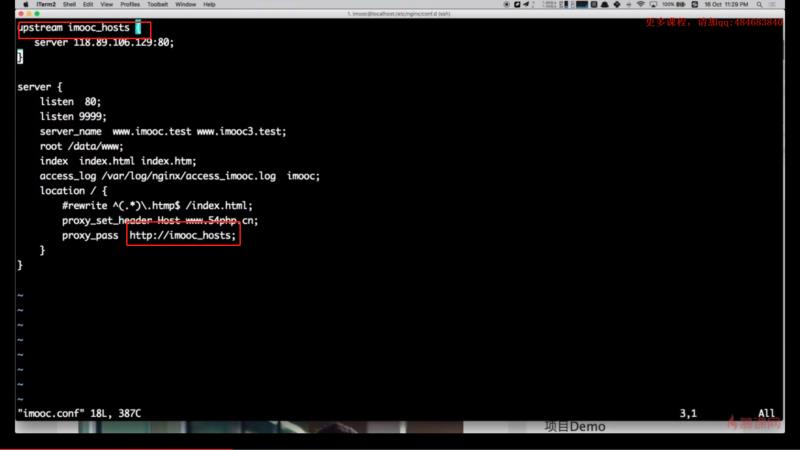 iTerm2 Shell Edit View Profiles Toolbelt Window Help
100% 16 Oct 11:29 PM
1. imooc@localhost:/etc/nginx/conf.d (ssh)
更多课程，请加qq:484683840
upstream imooc_hosts {
server 118.89.106.129:80;
}
server {
listen 80;
listen 9999;
server_name www.imooc.test www.imooc3.test;
root /data/www;
index index.html index.htm;
access_log /var/log/nginx/access_imooc.log imooc;
location / {
#rewrite ^(.*)\.htmp$ /index.html;
proxy_set_header Host www.54php.cn;
proxy_pass http://imooc_hosts;
}
}
~
~
~
~
~
~
~
~
"imooc.conf" 18L, 387C 3,1 All
慕课网
项目Demo